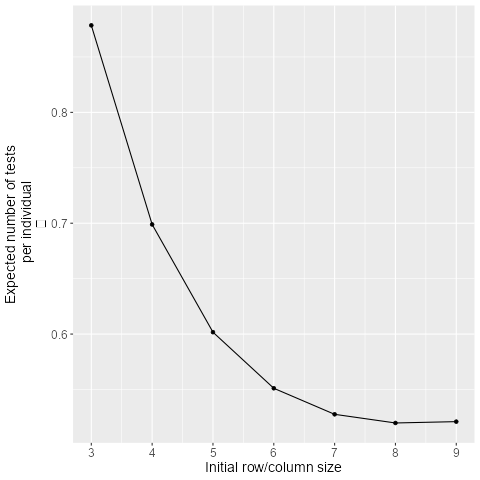 Expected number of tests
per individual
0.8
0.7
0.6
3 4 5 6 7 8 9
Initial row/column size